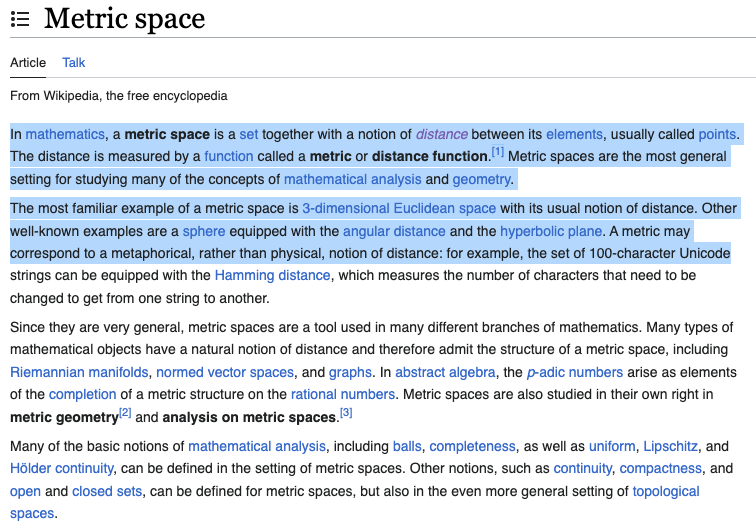 Metric space
Article Talk
From Wikipedia, the free encyclopedia
In mathematics, a metric space is a set together with a notion of distance between its elements, usually called points.
The distance is measured by a function called a metric or distance function.[1] Metric spaces are the most general
setting for studying many of the concepts of mathematical analysis and geometry.
The most familiar example of a metric space is 3-dimensional Euclidean space with its usual notion of distance. Other
well-known examples are a sphere equipped with the angular distance and the hyperbolic plane. A metric may
correspond to a metaphorical, rather than physical, notion of distance: for example, the set of 100-character Unicode
strings can be equipped with the Hamming distance, which measures the number of characters that need to be
changed to get from one string to another.
Since they are very general, metric spaces are a tool used in many different branches of mathematics. Many types of
mathematical objects have a natural notion of distance and therefore admit the structure of a metric space, including
Riemannian manifolds, normed vector spaces, and graphs. In abstract algebra, the p-adic numbers arise as elements
of the completion of a metric structure on the rational numbers. Metric spaces are also studied in their own right in
metric geometry[2] and analysis on metric spaces.[3]
Many of the basic notions of mathematical analysis, including balls, completeness, as well as uniform, Lipschitz, and
Hölder continuity, can be defined in the setting of metric spaces. Other notions, such as continuity, compactness, and
open and closed sets, can be defined for metric spaces, but also in the even more general setting of topological
spaces.